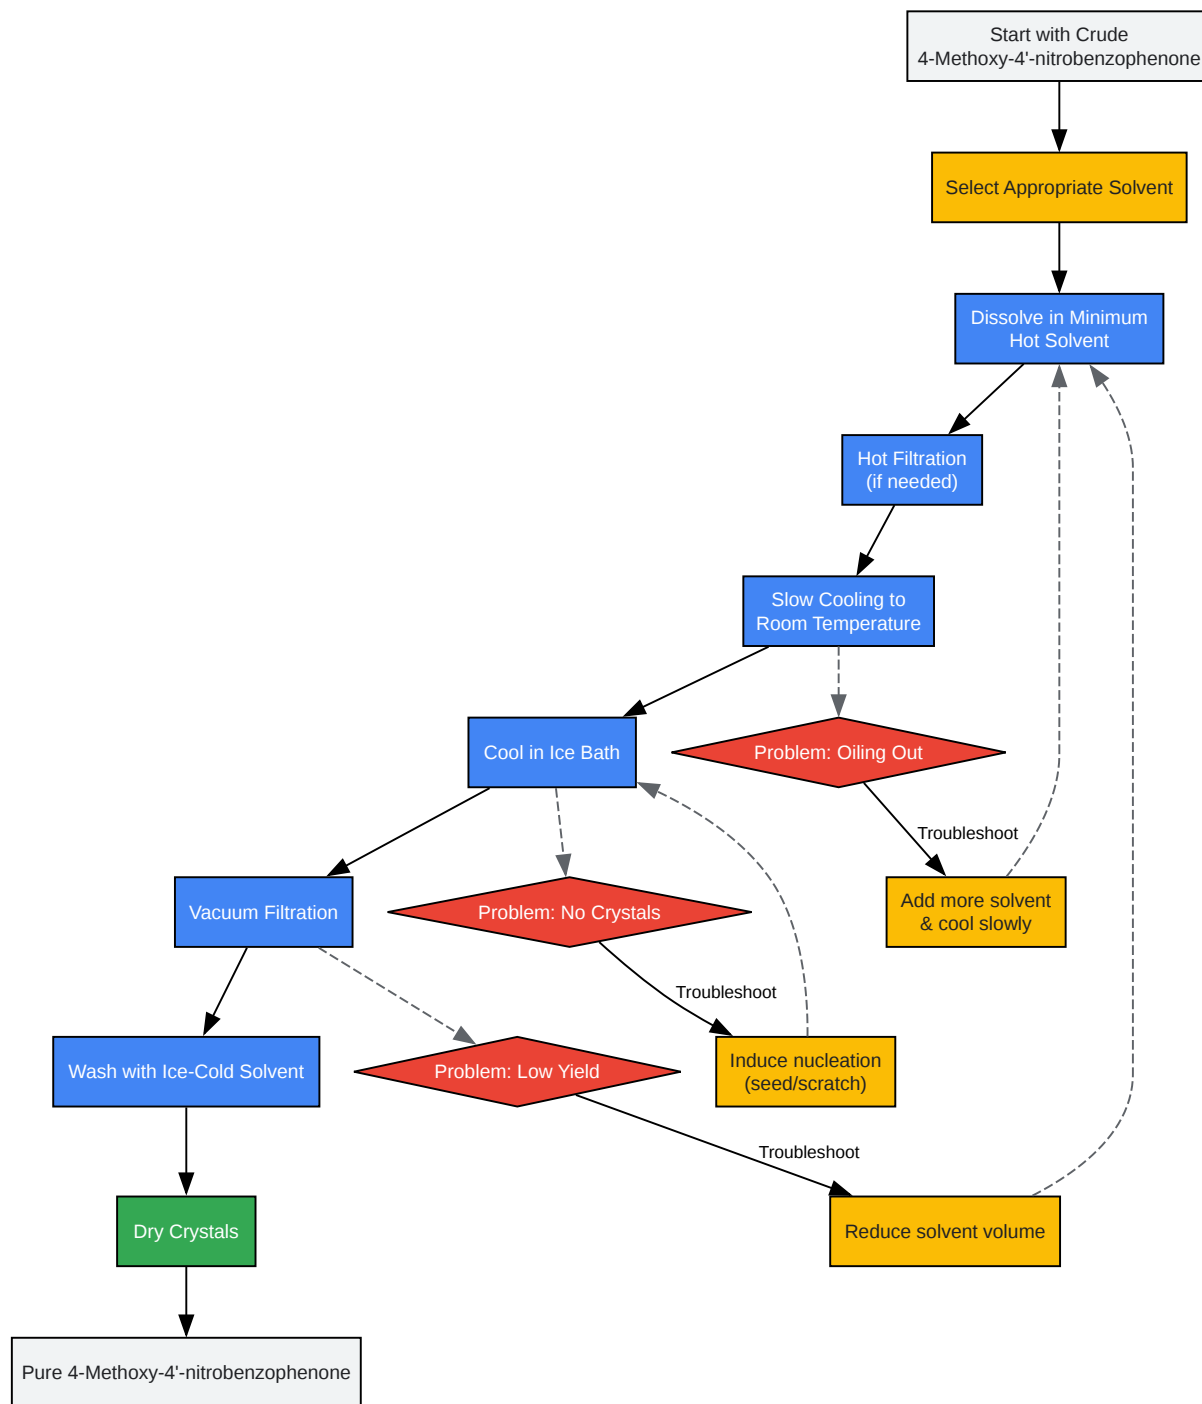 Start with Crude
4-Methoxy-4'-nitrobenzophenone
Select Appropriate Solvent
Dissolve in Minimum
Hot Solvent
Hot Filtration
(if needed)
Slow Cooling to
Room Temperature
Cool in Ice Bath
Problem: Oiling Out
Troubleshoot
Vacuum Filtration
Problem: No Crystals
Add more solvent
& cool slowly
Troubleshoot
Wash with Ice-Cold Solvent
Problem: Low Yield
Induce nucleation
(seed/scratch)
Troubleshoot
Dry Crystals
Reduce solvent volume
Pure 4-Methoxy-4'-nitrobenzophenone